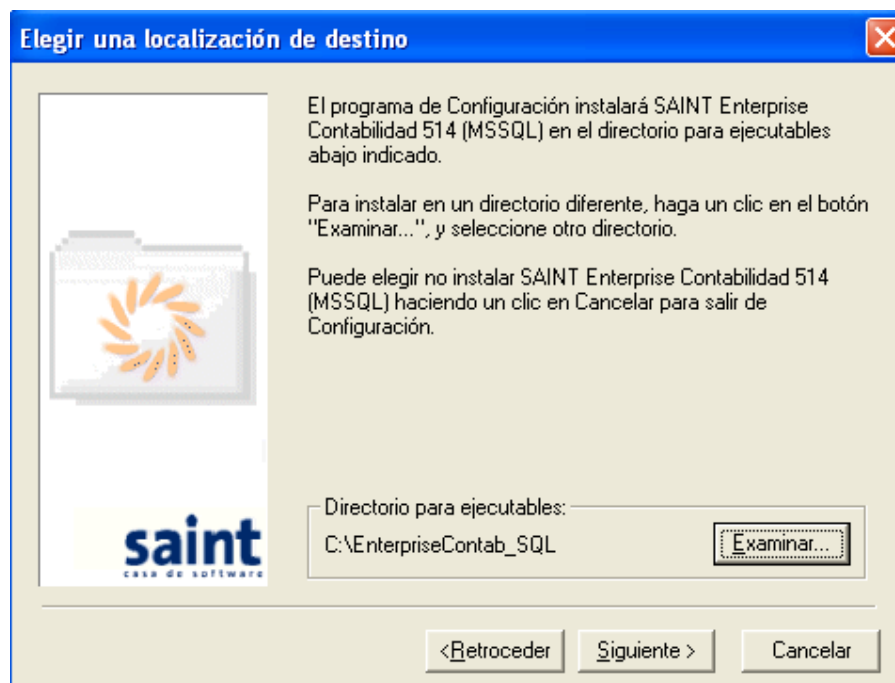 Elegir una localización de destino
El programa de Configuración instalará SAINT Enterprise
Contabilidad 514 (MSSQL) en el directorio para ejecutables
abajo indicado.
Para instalar en un directorio diferente, haga un clic en el botón
"Examinar...", y seleccione otro directorio.
Puede elegir no instalar SAINT Enterprise Contabilidad 514
(MSSQL) haciendo un clic en Cancelar para salir de
Configuración.
saint
casa de software
Directorio para ejecutables:
C:\EnterpriseContab_SQL
Examinar...
<Retroceder
Siguiente >
Cancelar